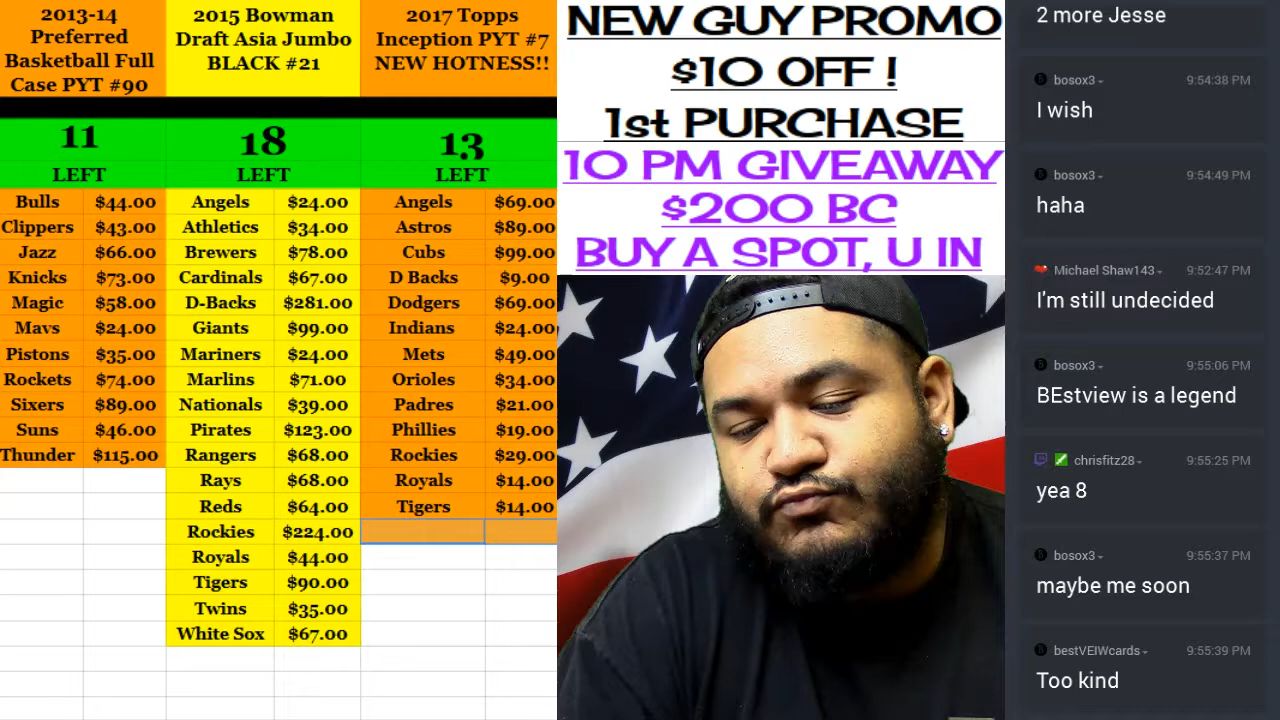 2013-14
Preferred
Basketball Full
Case PYT #90
11
LEFT
Bulls $44.00
Clippers $43.00
Jazz $66.00
Knicks $73.00
Magic $58.00
Mavs $24.00
Pistons $35.00
Rockets $74.00
Sixers $89.00
Suns $46.00
Thunder $115.00
2015 Bowman
Draft Asia Jumbo
BLACK #21
18
LEFT
Angels $24.00
Athletics $34.00
Brewers $78.00
Cardinals $67.00
D-Backs $281.00
Giants $99.00
Mariners $24.00
Marlins $71.00
Nationals $39.00
Pirates $123.00
Rangers $68.00
Rays $68.00
Reds $64.00
Rockies $224.00
Royals $44.00
Tigers $90.00
Twins $35.00
White Sox $67.00
2017 Topps
Inception PYT #7
NEW HOTNESS!!
13
LEFT
Angels $69.00
Astros $89.00
Cubs $99.00
D Backs $9.00
Dodgers $69.00
Indians $24.00
Mets $49.00
Orioles $34.00
Padres $21.00
Phillies $19.00
Rockies $29.00
Royals $14.00
Tigers $14.00
NEW GUY PROMO
$10 OFF !
1st PURCHASE
10 PM GIVEAWAY
$200 BC
BUY A SPOT, U IN
2 more Jesse
bosox3 9:54:38 PM
I wish
bosox3 9:54:49 PM
haha
Michael Shaw143 9:52:47 PM
I'm still undecided
bosox3 9:55:06 PM
BEstview is a legend
chrisfitz28 9:55:25 PM
yea 8
bosox3 9:55:37 PM
maybe me soon
bestVEIWcards 9:55:39 PM
Too kind